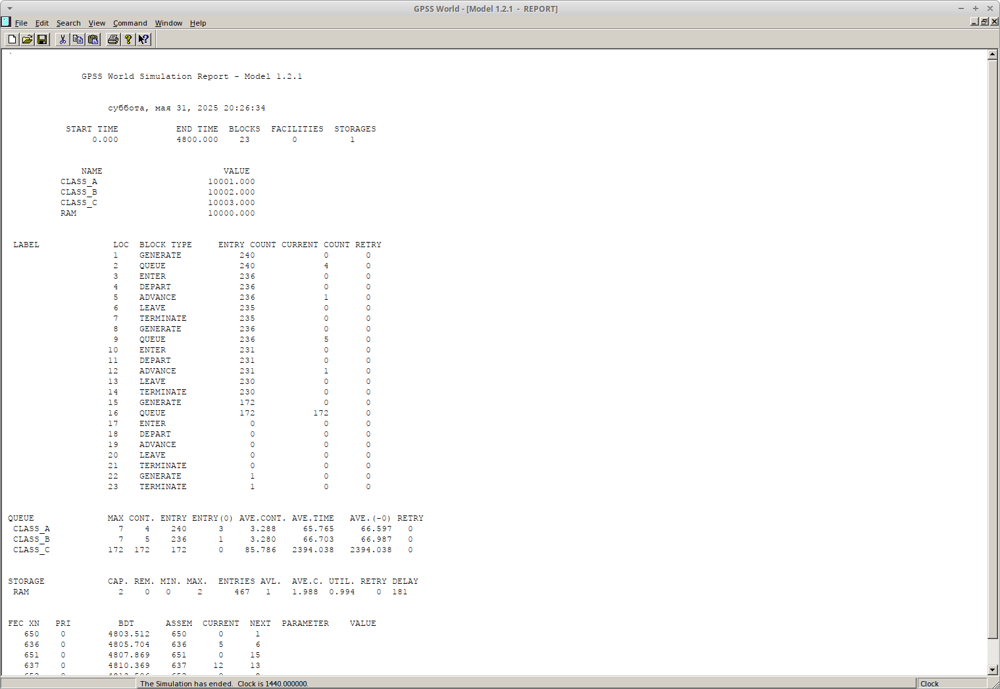 GPSS World - [Model 1.2.1 - REPORT]
File Edit Search View Command Window Help
`
GPSS World Simulation Report - Model 1.2.1
суббота, мая 31, 2025 20:26:34
START TIME END TIME BLOCKS FACILITIES STORAGES
0.000 4800.000 23 0 1
NAME VALUE
CLASS_A 10001.000
CLASS_B 10002.000
CLASS_C 10003.000
RAM 10000.000
LABEL LOC BLOCK TYPE ENTRY COUNT CURRENT COUNT RETRY
1 GENERATE 240 0 0
2 QUEUE 240 4 0
3 ENTER 236 0 0
4 DEPART 236 0 0
5 ADVANCE 236 1 0
6 LEAVE 235 0 0
7 TERMINATE 235 0 0
8 GENERATE 236 0 0
9 QUEUE 236 5 0
10 ENTER 231 0 0
11 DEPART 231 0 0
12 ADVANCE 231 1 0
13 LEAVE 230 0 0
14 TERMINATE 230 0 0
15 GENERATE 172 0 0
16 QUEUE 172 172 0
17 ENTER 0 0 0
18 DEPART 0 0 0
19 ADVANCE 0 0 0
20 LEAVE 0 0 0
21 TERMINATE 0 0 0
22 GENERATE 1 0 0
23 TERMINATE 1 0 0
QUEUE MAX CONT. ENTRY ENTRY(0) AVE.CONT. AVE.TIME AVE.(-0) RETRY
CLASS_A 7 4 240 3 3.288 65.765 66.597 0
CLASS_B 7 5 236 1 3.280 66.703 66.987 0
CLASS_C 172 172 172 0 85.786 2394.038 2394.038 0
STORAGE CAP. REM. MIN. MAX. ENTRIES AVL. AVE.C. UTIL. RETRY DELAY
RAM 2 0 0 2 467 1 1.988 0.994 0 181
FEC XN PRI BDT ASSEM CURRENT NEXT PARAMETER VALUE
650 0 4803.512 650 0 1
636 0 4805.704 636 5 6
651 0 4807.869 651 0 15
637 0 4810.369 637 12 13
The Simulation has ended. Clock is 1440.000000. Clock